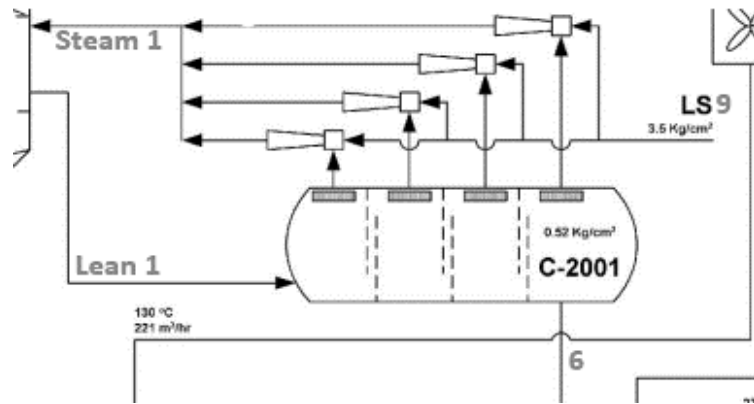 Steam 1
LS 9
3.5 Kg/cm²
0.52 Kg/cm²
C-2001
Lean 1
130 °C
221 m³/hr
6